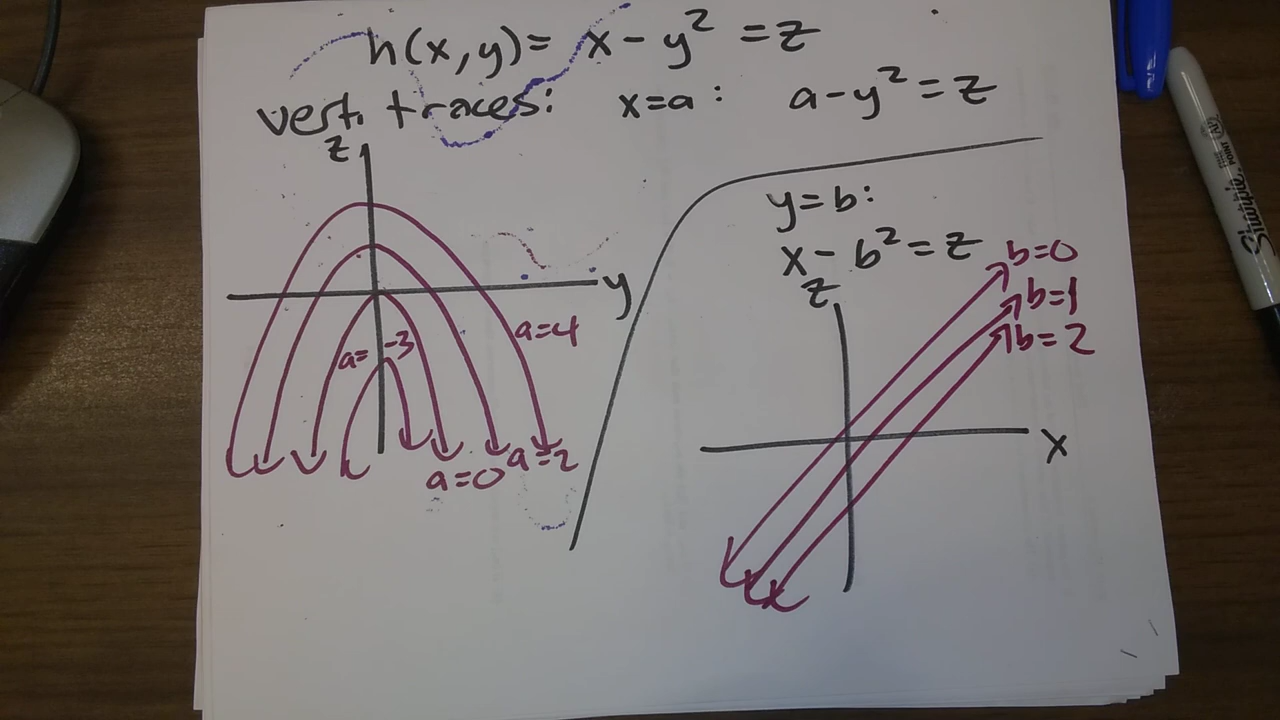 h(x,y)= x-y² =z
vert. traces: x=a: a-y²=z
z
y
a=4
a=-3
a=0
a=2
y=b:
x-b²=z
z
b=0
b=1
b=2
x
Sharpie